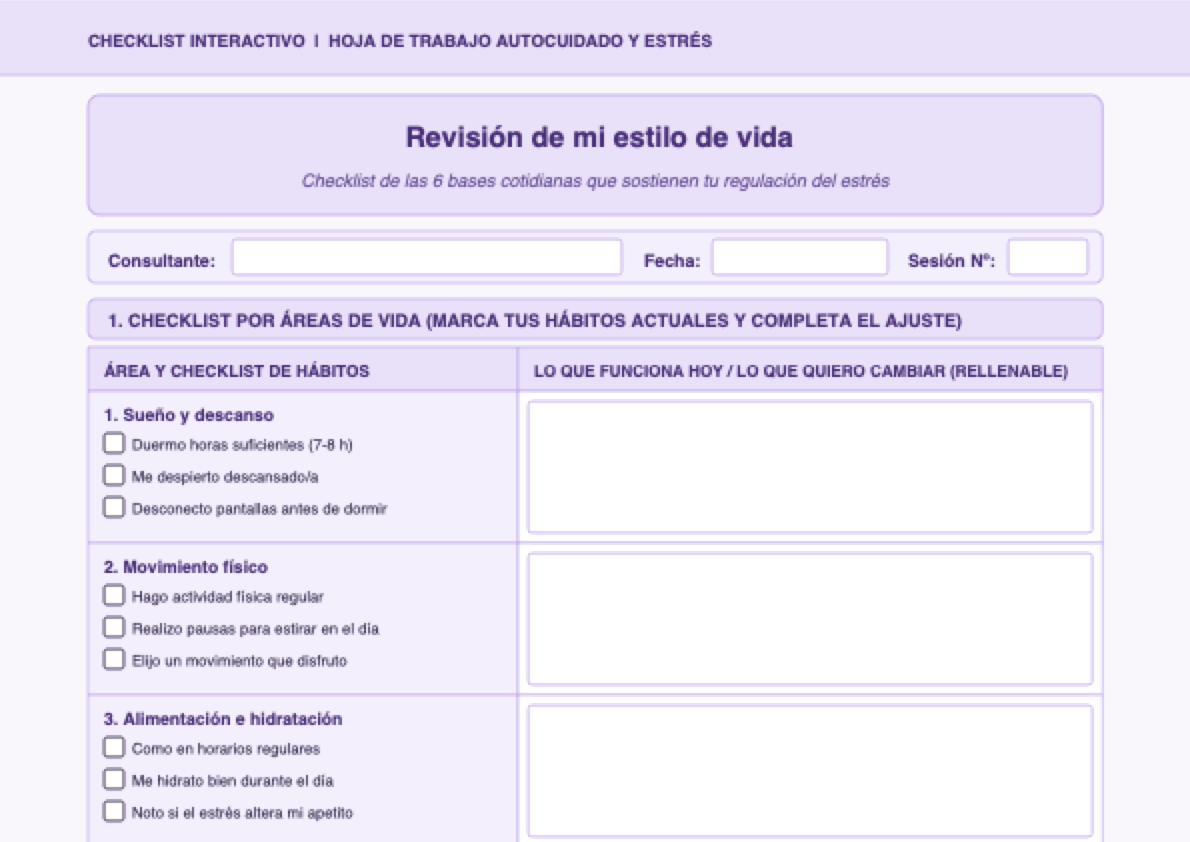 CHECKLIST INTERACTIVO | HOJA DE TRABAJO AUTOCUIDADO Y ESTRÉS
Revisión de mi estilo de vida
Checklist de las 6 bases cotidianas que sostienen tu regulación del estrés
Consultante: Fecha: Sesión Nº:
1. CHECKLIST POR ÁREAS DE VIDA (MARCA TUS HÁBITOS ACTUALES Y COMPLETA EL AJUSTE)
ÁREA Y CHECKLIST DE HÁBITOS LO QUE FUNCIONA HOY / LO QUE QUIERO CAMBIAR (RELLENABLE)
1. Sueño y descanso
Duermo horas suficientes (7-8 h)
Me despierto descansado/a
Desconecto pantallas antes de dormir
2. Movimiento físico
Hago actividad física regular
Realizo pausas para estirar en el día
Elijo un movimiento que disfruto
3. Alimentación e hidratación
Como en horarios regulares
Me hidrato bien durante el día
Noto si el estrés altera mi apetito